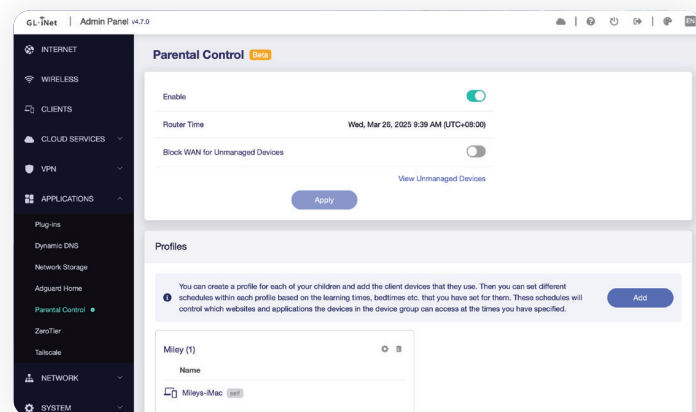 GL·iNet | Admin Panel v4.7.0
EN
INTERNET
WIRELESS
CLIENTS
CLOUD SERVICES
VPN
APPLICATIONS
Plug-ins
Dynamic DNS
Network Storage
Adguard Home
Parental Control
ZeroTier
Tailscale
NETWORK
SYSTEM
Parental Control Beta
Enable
Router Time Wed, Mar 26, 2025 9:39 AM (UTC+08:00)
Block WAN for Unmanaged Devices
View Unmanaged Devices
Apply
Profiles
You can create a profile for each of your children and add the client devices that they use. Then you can set different
schedules within each profile based on the learning times, bedtimes etc. that you have set for them. These schedules will
control which websites and applications the devices in the device group can access at the times you have specified.
Add
Miley (1)
Name
Mileys-iMac self